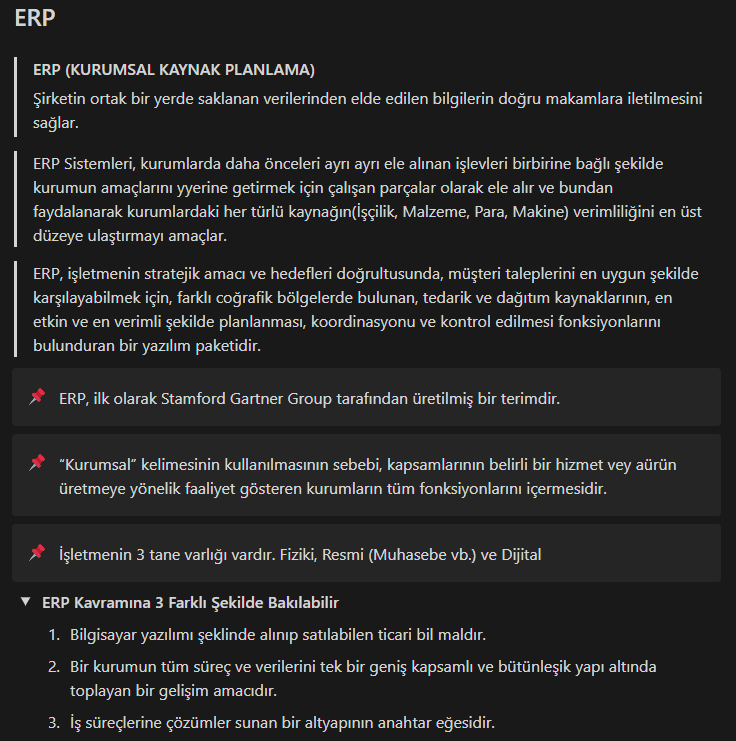 ERP
ERP (KURUMSAL KAYNAK PLANLAMA)
Şirketin ortak bir yerde saklanan verilerinden elde edilen bilgilerin doğru makamlara iletilmesini
sağlar.
ERP Sistemleri, kurumlarda daha önceleri ayrı ayrı ele alınan işlevleri birbirine bağlı şekilde
kurumun amaçlarını yyerine getirmek için çalışan parçalar olarak ele alır ve bundan
faydalanarak kurumlardaki her türlü kaynağın(İşçilik, Malzeme, Para, Makine) verimliliğini en üst
düzeye ulaştırmayı amaçlar.
ERP, işletmenin stratejik amacı ve hedefleri doğrultusunda, müşteri taleplerini en uygun şekilde
karşılayabilmek için, farklı coğrafik bölgelerde bulunan, tedarik ve dağıtım kaynaklarının, en
etkin ve en verimli şekilde planlanması, koordinasyonu ve kontrol edilmesi fonksiyonlarını
bulunduran bir yazılım paketidir.
ERP, ilk olarak Stamford Gartner Group tarafından üretilmiş bir terimdir.
“Kurumsal” kelimesinin kullanılmasının sebebi, kapsamlarının belirli bir hizmet vey aürün
üretmeye yönelik faaliyet gösteren kurumların tüm fonksiyonlarını içermesidir.
İşletmenin 3 tane varlığı vardır. Fiziki, Resmi (Muhasebe vb.) ve Dijital
ERP Kavramına 3 Farklı Şekilde Bakılabilir
1. Bilgisayar yazılımı şeklinde alınıp satılabilen ticari bil maldır.
2. Bir kurumun tüm süreç ve verilerini tek bir geniş kapsamlı ve bütünleşik yapı altında
toplayan bir gelişim amacıdır.
3. İş süreçlerine çözümler sunan bir altyapının anahtar eğesidir.